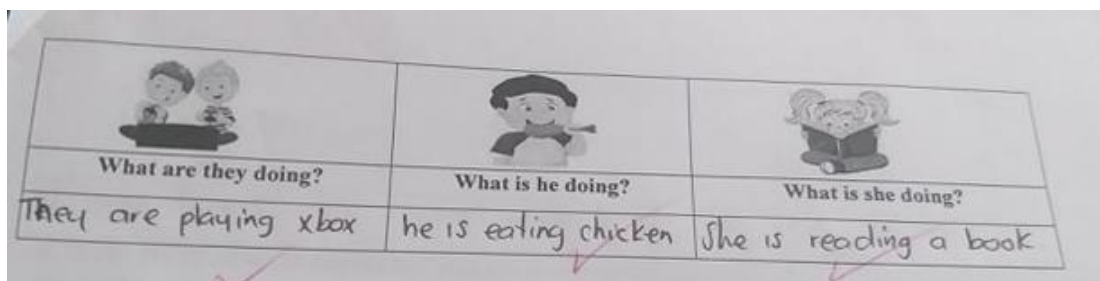 What are they doing?
What is he doing?
What is she doing?
They are playing xbox
he is eating chicken
She is reading a book